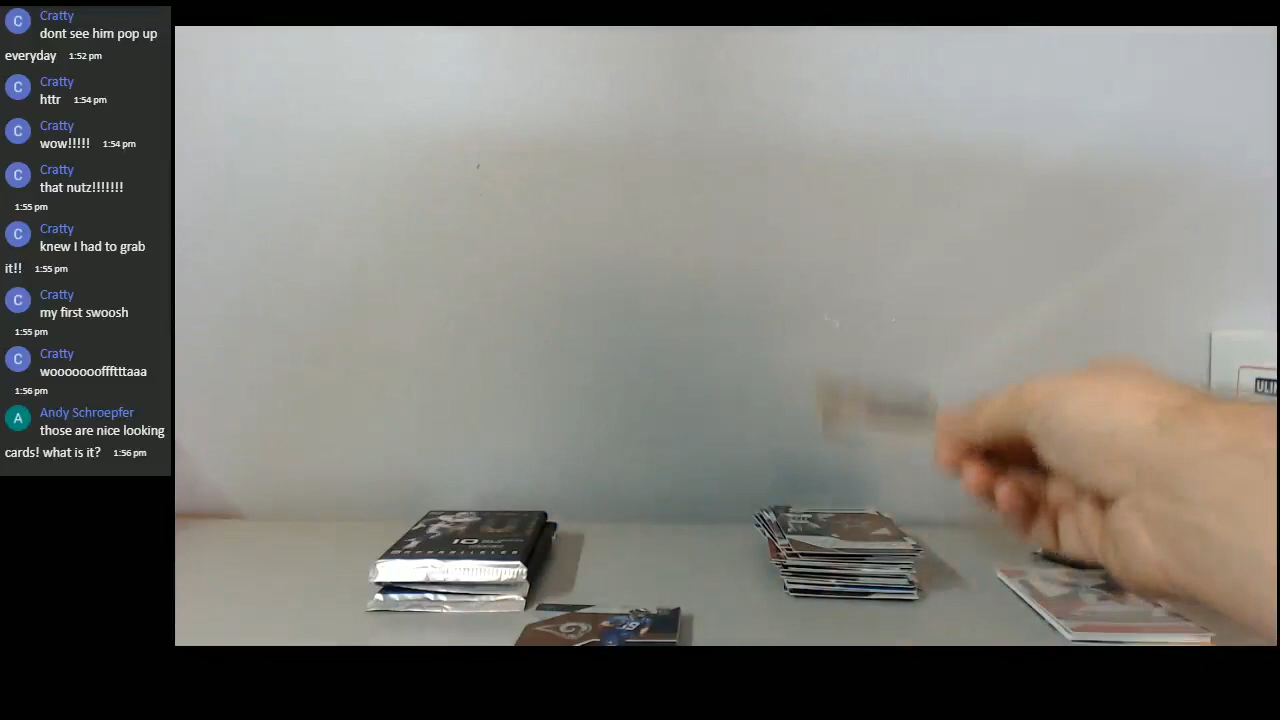 Cratty
dont see him pop up
everyday 1:52 pm
Cratty
httr 1:54 pm
Cratty
wow!!!!! 1:54 pm
Cratty
that nutz!!!!!!!
1:55 pm
Cratty
knew I had to grab
it!! 1:55 pm
Cratty
my first swoosh
1:55 pm
Cratty
wooooooofffttaaa
1:56 pm
Andy Schroepfer
those are nice looking
cards! what is it? 1:56 pm
10